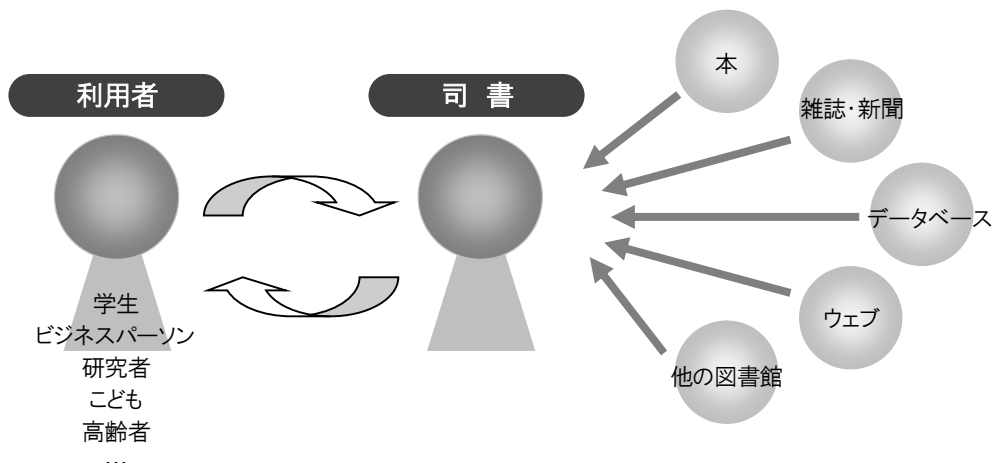 利用者
司 書
本
雑誌・新聞
データベース
ウェブ
他の図書館
学生
ビジネスパーソン
研究者
こども
高齢者
…